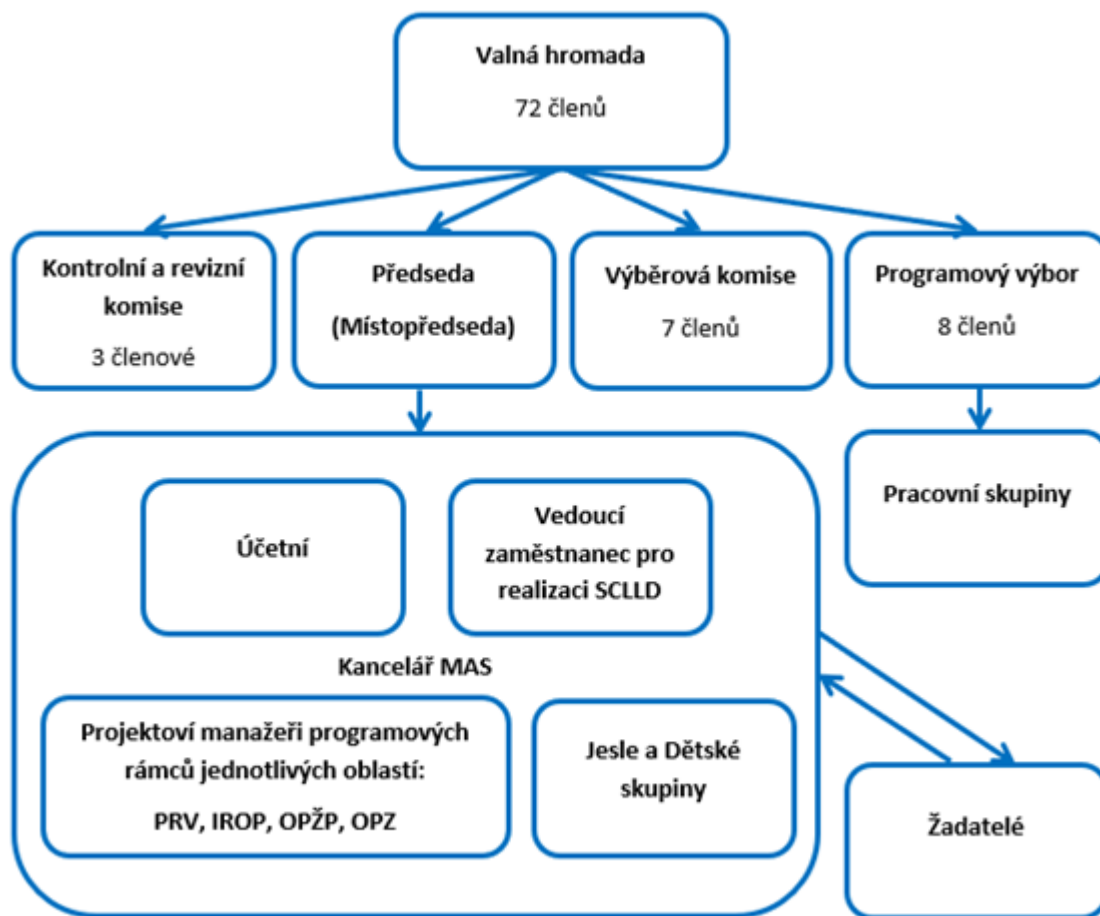 Valná hromada
72 členů
Kontrolní a revizní
komise
3 členové
Předseda
(Místopředseda)
Výběrová komise
7 členů
Programový výbor
8 členů
Účetní
Vedoucí
zaměstnanec pro
realizaci SCLLD
Pracovní skupiny
Kancelář MAS
Projektoví manažeři programových
rámců jednotlivých oblastí:
PRV, IROP, OPŽP, OPZ
Jesle a Dětské
skupiny
Žadatelé